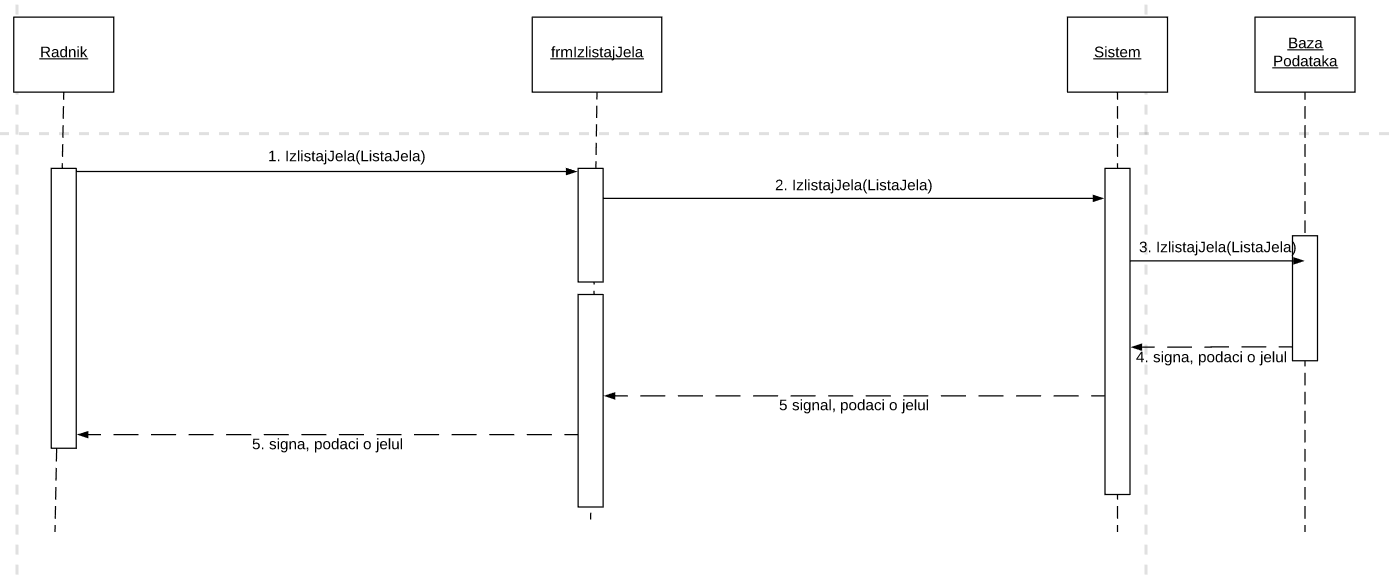 Radnik
frmIzlistajJela
Sistem
Baza
Podataka
1. IzlistajJela(ListaJela)
2. IzlistajJela(ListaJela)
3. IzlistajJela(ListaJela)
4. signa, podaci o jelul
5 signal, podaci o jelul
5. signa, podaci o jelul